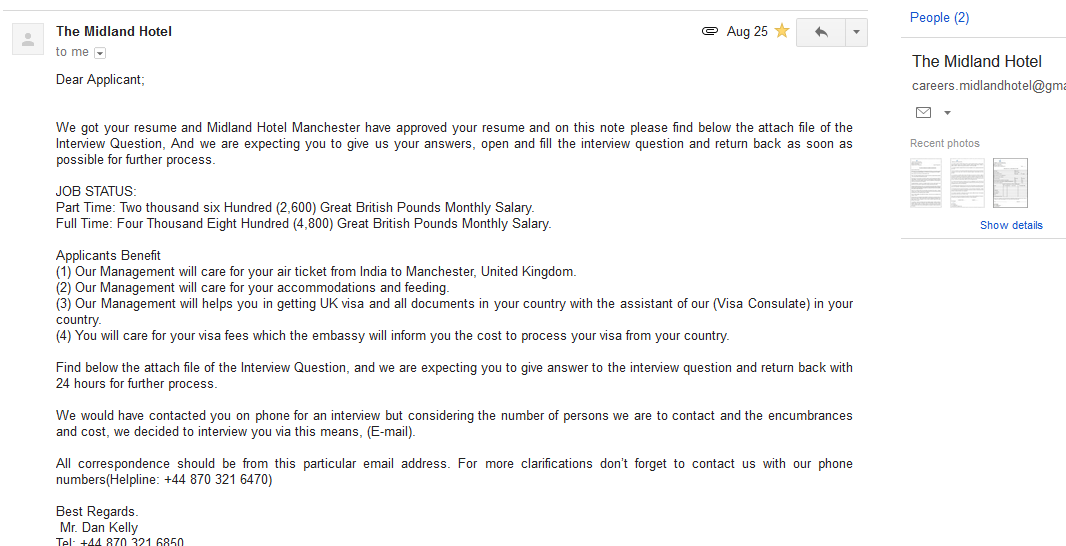 The Midland Hotel
Aug 25
to me
Dear Applicant;
We got your resume and Midland Hotel Manchester have approved your resume and on this note please find below the attach file of the
Interview Question, And we are expecting you to give us your answers, open and fill the interview question and return back as soon as
possible for further process.
JOB STATUS:
Part Time: Two thousand six Hundred (2,600) Great British Pounds Monthly Salary.
Full Time: Four Thousand Eight Hundred (4,800) Great British Pounds Monthly Salary.
Applicants Benefit
(1) Our Management will care for your air ticket from India to Manchester, United Kingdom.
(2) Our Management will care for your accommodations and feeding.
(3) Our Management will helps you in getting UK visa and all documents in your country with the assistant of our (Visa Consulate) in your
country.
(4) You will care for your visa fees which the embassy will inform you the cost to process your visa from your country.
Find below the attach file of the Interview Question, and we are expecting you to give answer to the interview question and return back with
24 hours for further process.
We would have contacted you on phone for an interview but considering the number of persons we are to contact and the encumbrances
and cost, we decided to interview you via this means, (E-mail).
All correspondence should be from this particular email address. For more clarifications don't forget to contact us with our phone
numbers(Helpline: +44 870 321 6470)
Best Regards.
Mr. Dan Kelly
Tel: +44 870 321 6850
People (2)
The Midland Hotel
careers.midlandhotel@gma
Recent photos
Show details